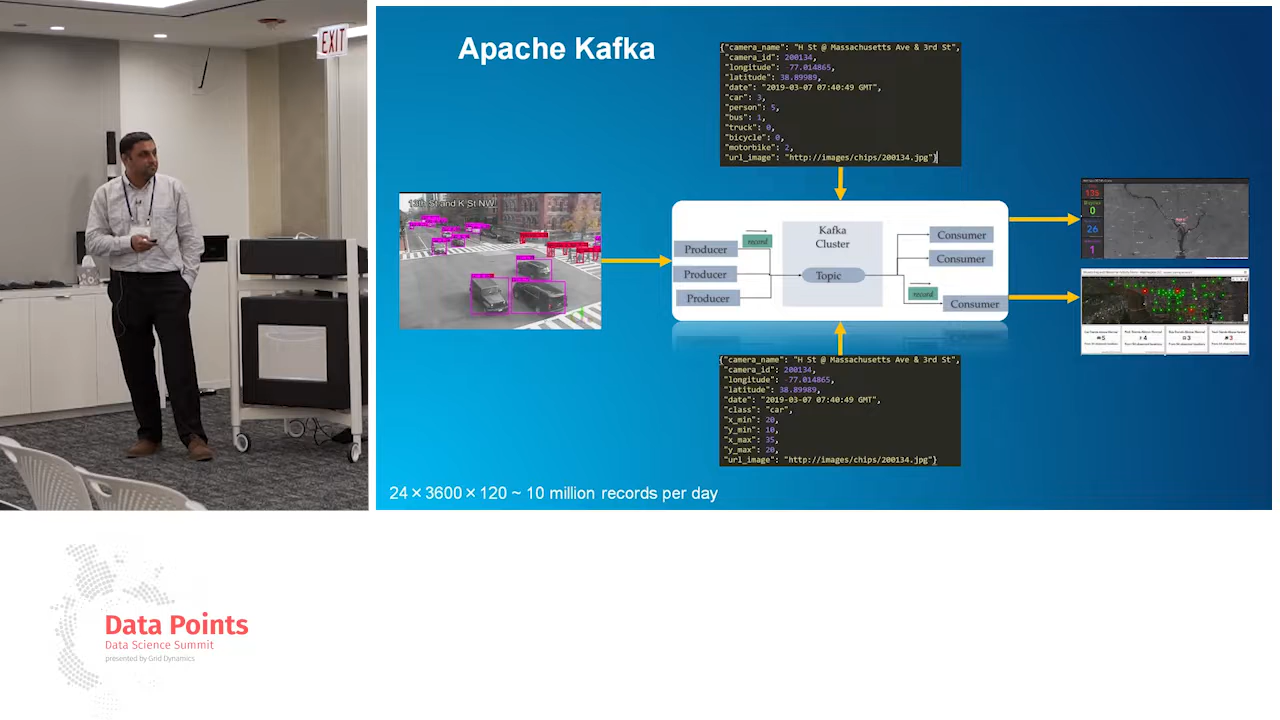 EXIT
Apache Kafka
{"camera_name": "H St @ Massachusetts Ave & 3rd St",
"camera_id": 200134,
"longitude": -77.014865,
"latitude": 38.89989,
"date": "2019-03-07 07:40:49 GMT",
"car": 3,
"person": 5,
"bus": 1,
"truck": 0,
"bicycle": 0,
"motorbike": 2,
"url_image": "http://images/chips/200134.jpg"}
13th St and K St NW
Producer
record
Producer
Producer
Kafka
Cluster
Topic
Consumer
Consumer
record
Consumer
135
0
26
1
{"camera_name": "H St @ Massachusetts Ave & 3rd St",
"camera_id": 200134,
"longitude": -77.014865,
"latitude": 38.89989,
"date": "2019-03-07 07:40:49 GMT",
"class": "car",
"x_min": 20,
"y_min": 10,
"x_max": 35,
"y_max": 20,
"url_image": "http://images/chips/200134.jpg"}
24 × 3600 × 120 ~ 10 million records per day
Data Points
Data Science Summit
presented by Grid Dynamics